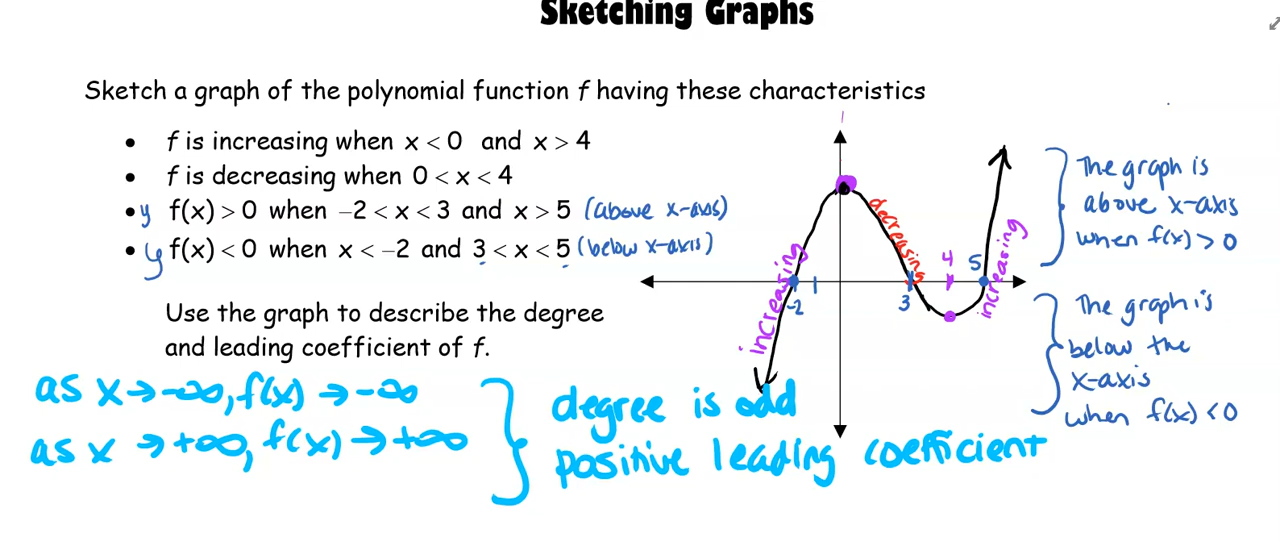 Sketching Graphs
Sketch a graph of the polynomial function f having these characteristics
• f is increasing when x < 0 and x > 4
• f is decreasing when 0 < x < 4
• y f(x) > 0 when −2 < x < 3 and x > 5 (above x-axis)
• y f(x) < 0 when x < −2 and 3 < x < 5 (below x-axis)
Use the graph to describe the degree
and leading coefficient of f.
as x → -∞, f(x) → -∞
as x → +∞, f(x) → +∞
degree is odd
positive leading coefficient
increasing
decreasing
increasing
-2
3
4
5
The graph is
above x-axis
when f(x) > 0
The graph is
below the
x-axis
when f(x) < 0